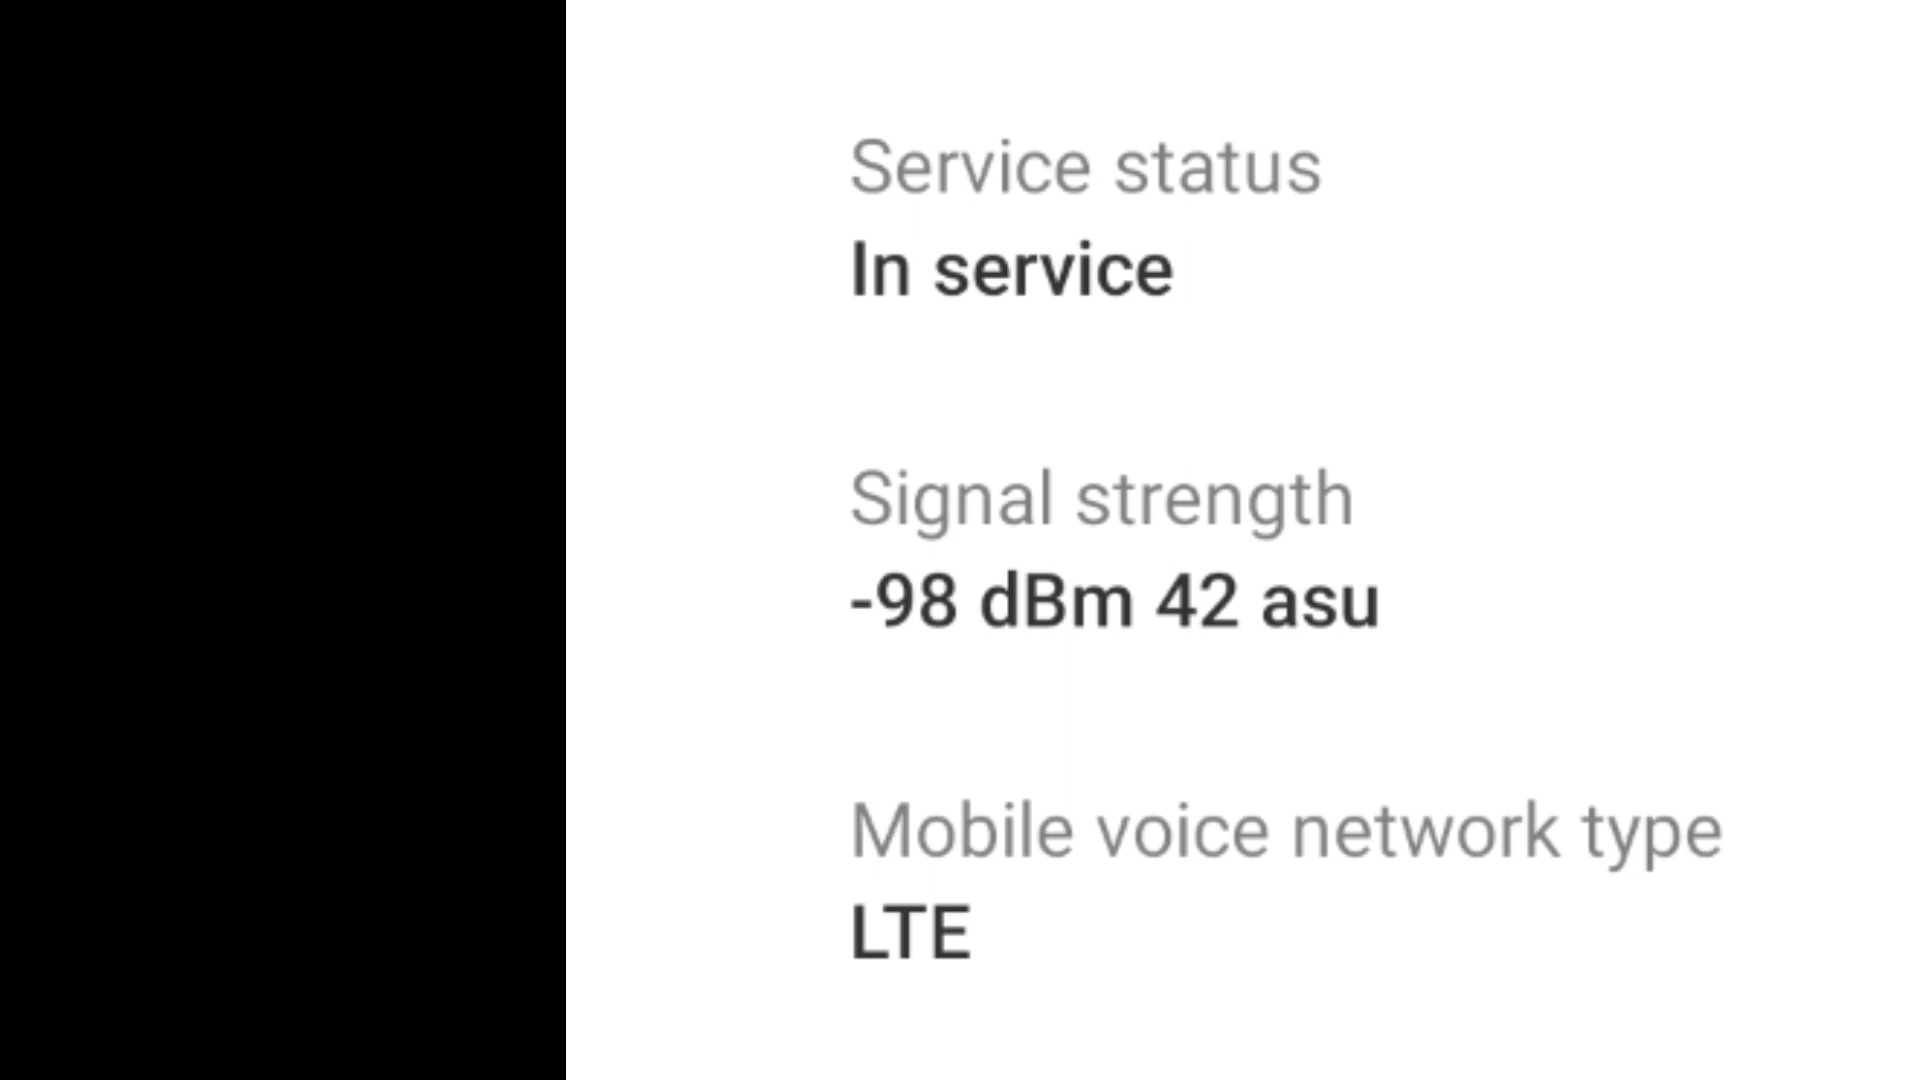 Service status
In service
Signal strength
-98 dBm 42 asu
Mobile voice network type
LTE